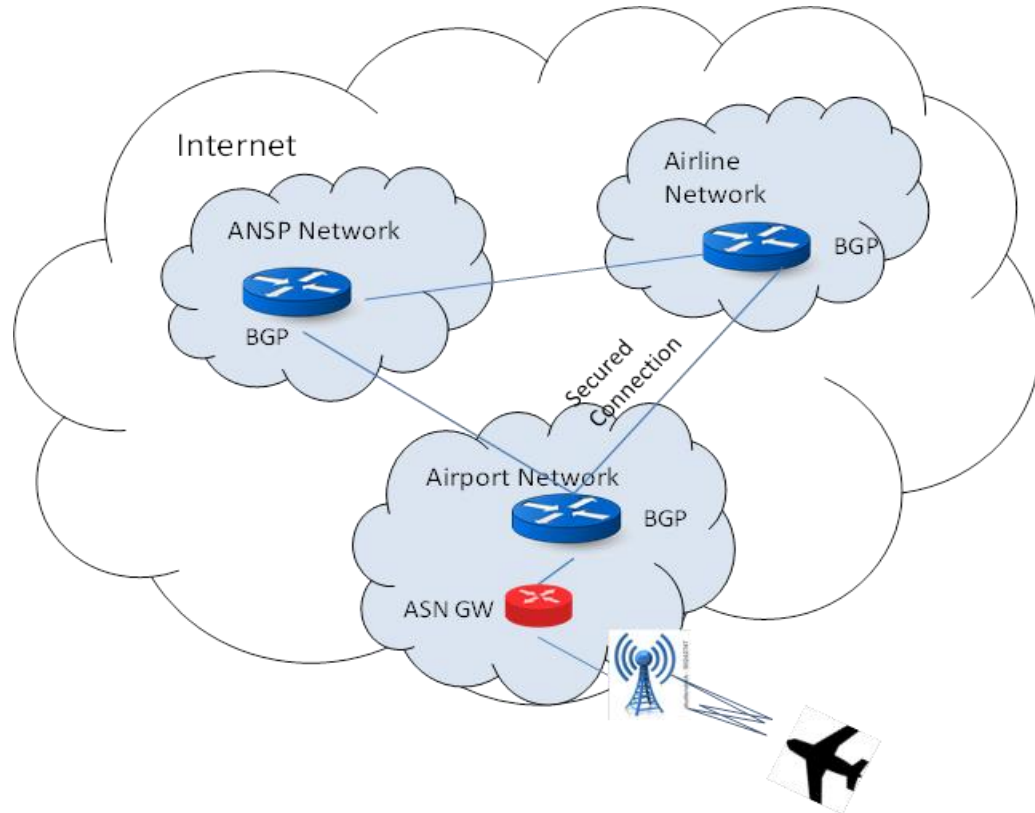 Internet
Airline
Network
BGP
ANSP Network
BGP
Secured
Connection
Airport Network
BGP
ASN GW